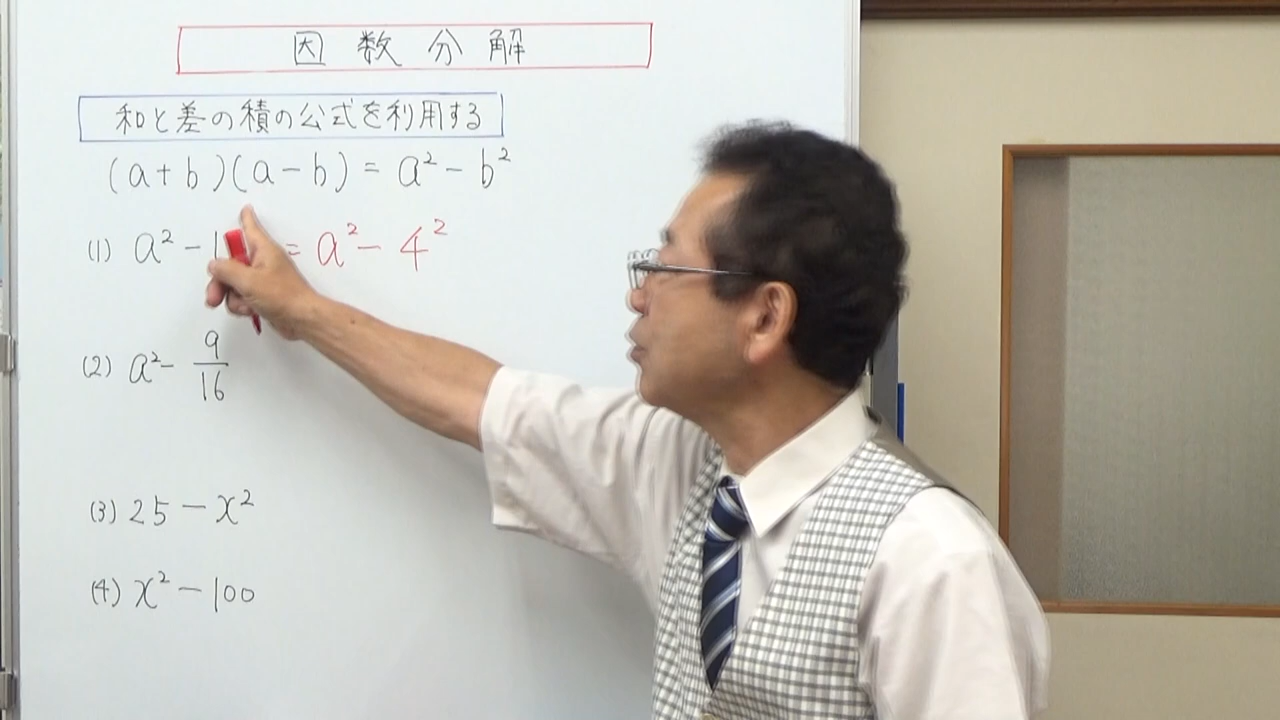 因数分解
和と差の積の公式を利用する
(a+b)(a-b)=a²-b²
(1) a²-1 = a²-4²
(2) a²-9/16
(3) 25-x²
(4) x²-100